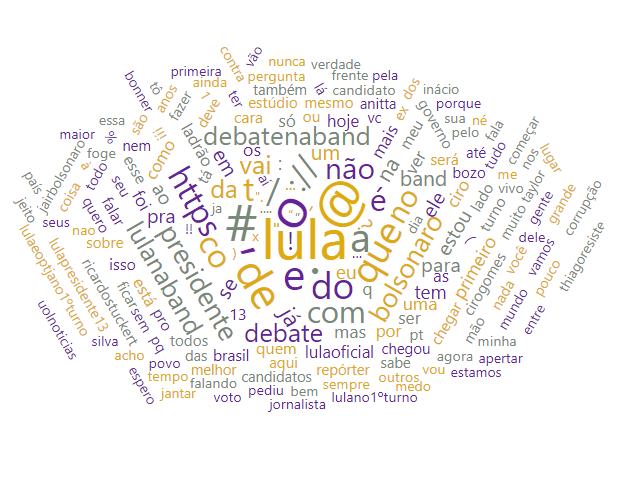 lula
@
o
#
de
do
e
queno
https
://
,
.
!
com
a
é
t
co
presidente
bolsonaro
lulanaband
debatenaband
debate
não
vai
da
em
um
na
band
estou
para
primeiro
ciro
ele
mais
pra
já
se
tem
uma
eu
q
mas
por
ser
pt
lulaoficial
chegou
quem
aqui
repórter
sabe
agora
apertar
brasil
das
todos
melhor
candidatos
sempre
outros
vou
estamos
medo
falando
bem
voto
pediu
lulano1ºturno
jornalista
13
povo
acho
tempo
jantar
espero
pq
silva
uolnoticias
ricardostuckert
ficar
sem
pro
está
isso
sobre
lulapresidente13
lulaeoptjano1ºturno
nao
seus
quero
falar
foi
seu
todo
jeito
país
jairbolsonaro
coisa
foge
maior
essa
nem
esse
ao
tá
ladrão
como
!!!
são
bonner
tô
fazer
anos
deve
1
ainda
primeira
contra
ter
cara
os
só
ou
hoje
vc
estúdio
mesmo
anitta
pergunta
também
candidato
inácio
nunca
verdade
vão
lá
frente
pela
ex
dos
governo
porque
sua
né
meu
pelo
fala
ver
será
até
bozo
tudo
começar
me
nos
lugar
lado
vivo
turno
muito
taylor
gente
grande
você
corrupção
nada
vamos
dele
cirogomes
chegar
mundo
pouco
thiagoresiste
entre
minha
mão
as
dia
ja
aí
x
)
(
:
/
!!
...
....